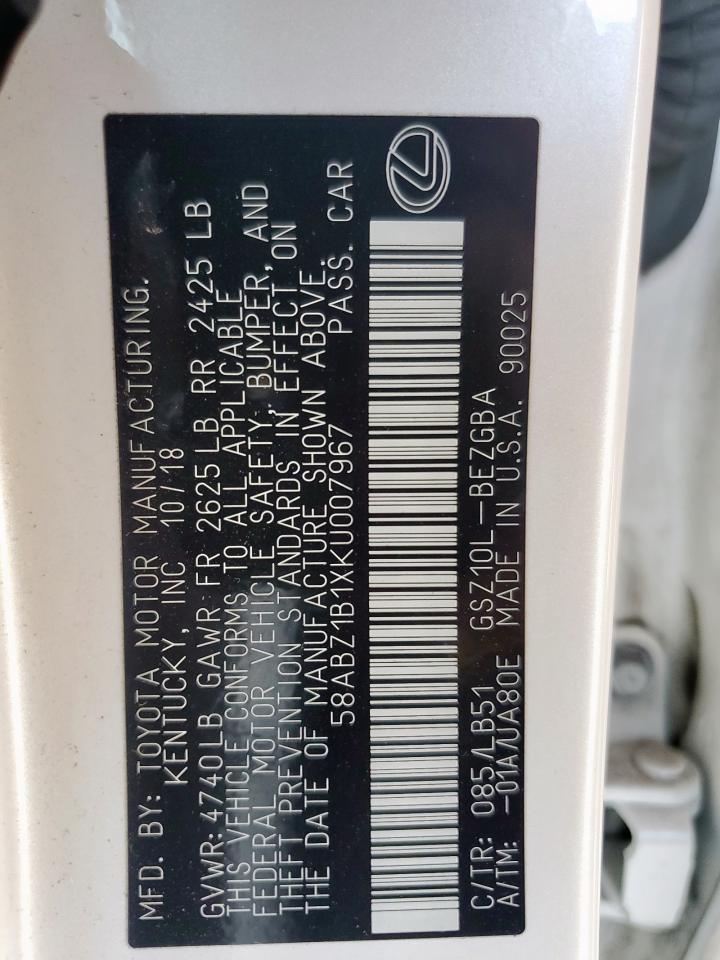 MFD. BY: TOYOTA MOTOR MANUFACTURING.
KENTUCKY, INC 10/18
GVWR: 4740LB GAWR FR 2625LB RR 2425 LB
THIS VEHICLE CONFORMS TO ALL APPLICABLE
FEDERAL MOTOR VEHICLE SAFETY, BUMPER, AND
THEFT PREVENTION STANDARDS IN EFFECT ON
THE DATE OF MANUFACTURE SHOWN ABOVE.
58ABZ1B1XKU007967 PASS. CAR
C/TR: 085/LB51 GSZ10L-BEZGBA
A/TM: -01A/UA80E MADE IN U.S.A. 90025